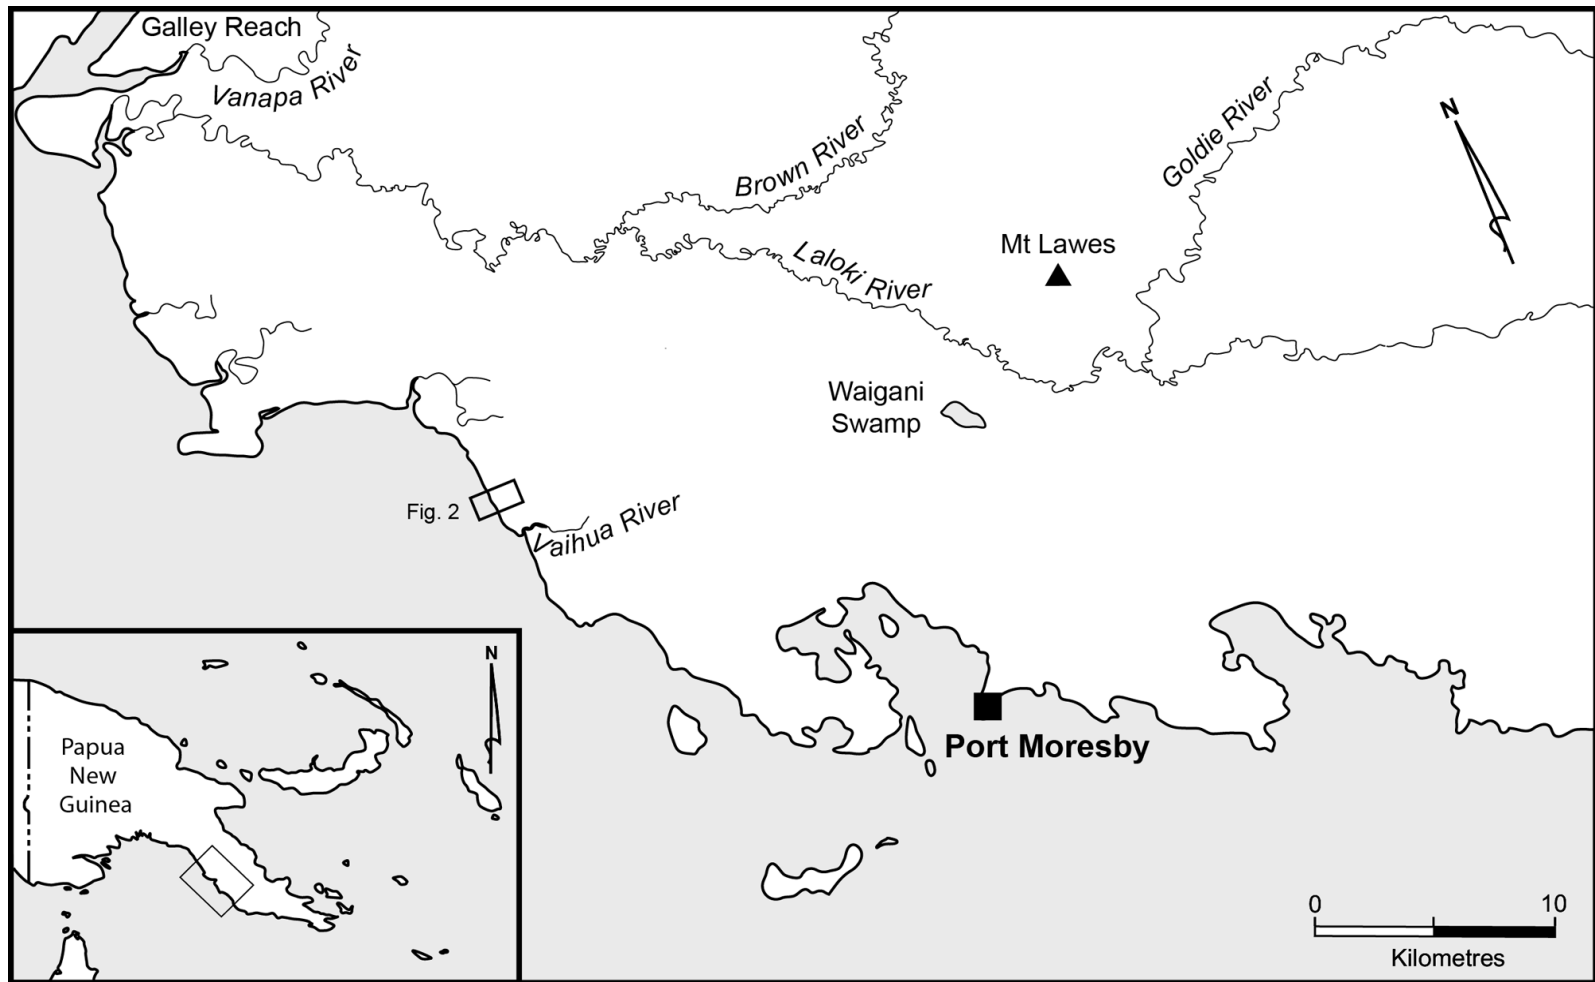 Galley Reach
Vanapa River
Brown River
Goldie River
N
Mt Lawes
Laloki River
Waigani
Swamp
Fig. 2
Vaihua River
Port Moresby
N
Papua
New
Guinea
0 10
Kilometres